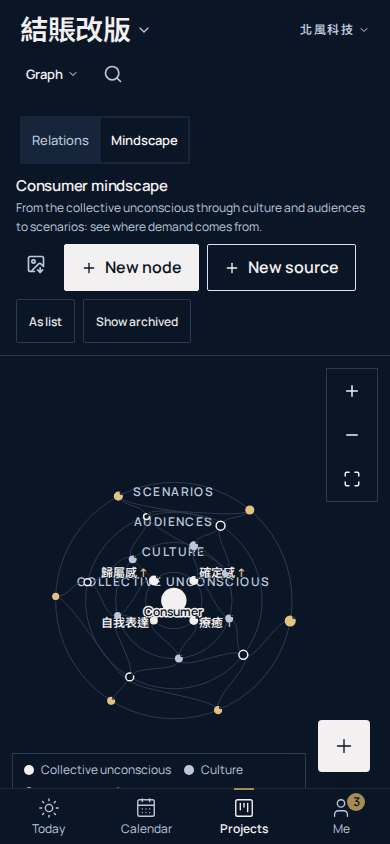 結帳改版
北風科技
Graph
Relations
Mindscape
Consumer mindscape
From the collective unconscious through culture and audiences
to scenarios: see where demand comes from.
+ New node
+ New source
As list
Show archived
SCENARIOS
AUDIENCES
CULTURE
歸屬感↑
確定感↑
COLLECTIVE UNCONSCIOUS
Consumer
自我表達
療癒↑
Collective unconscious
Culture
Today
Calendar
Projects
Me
3